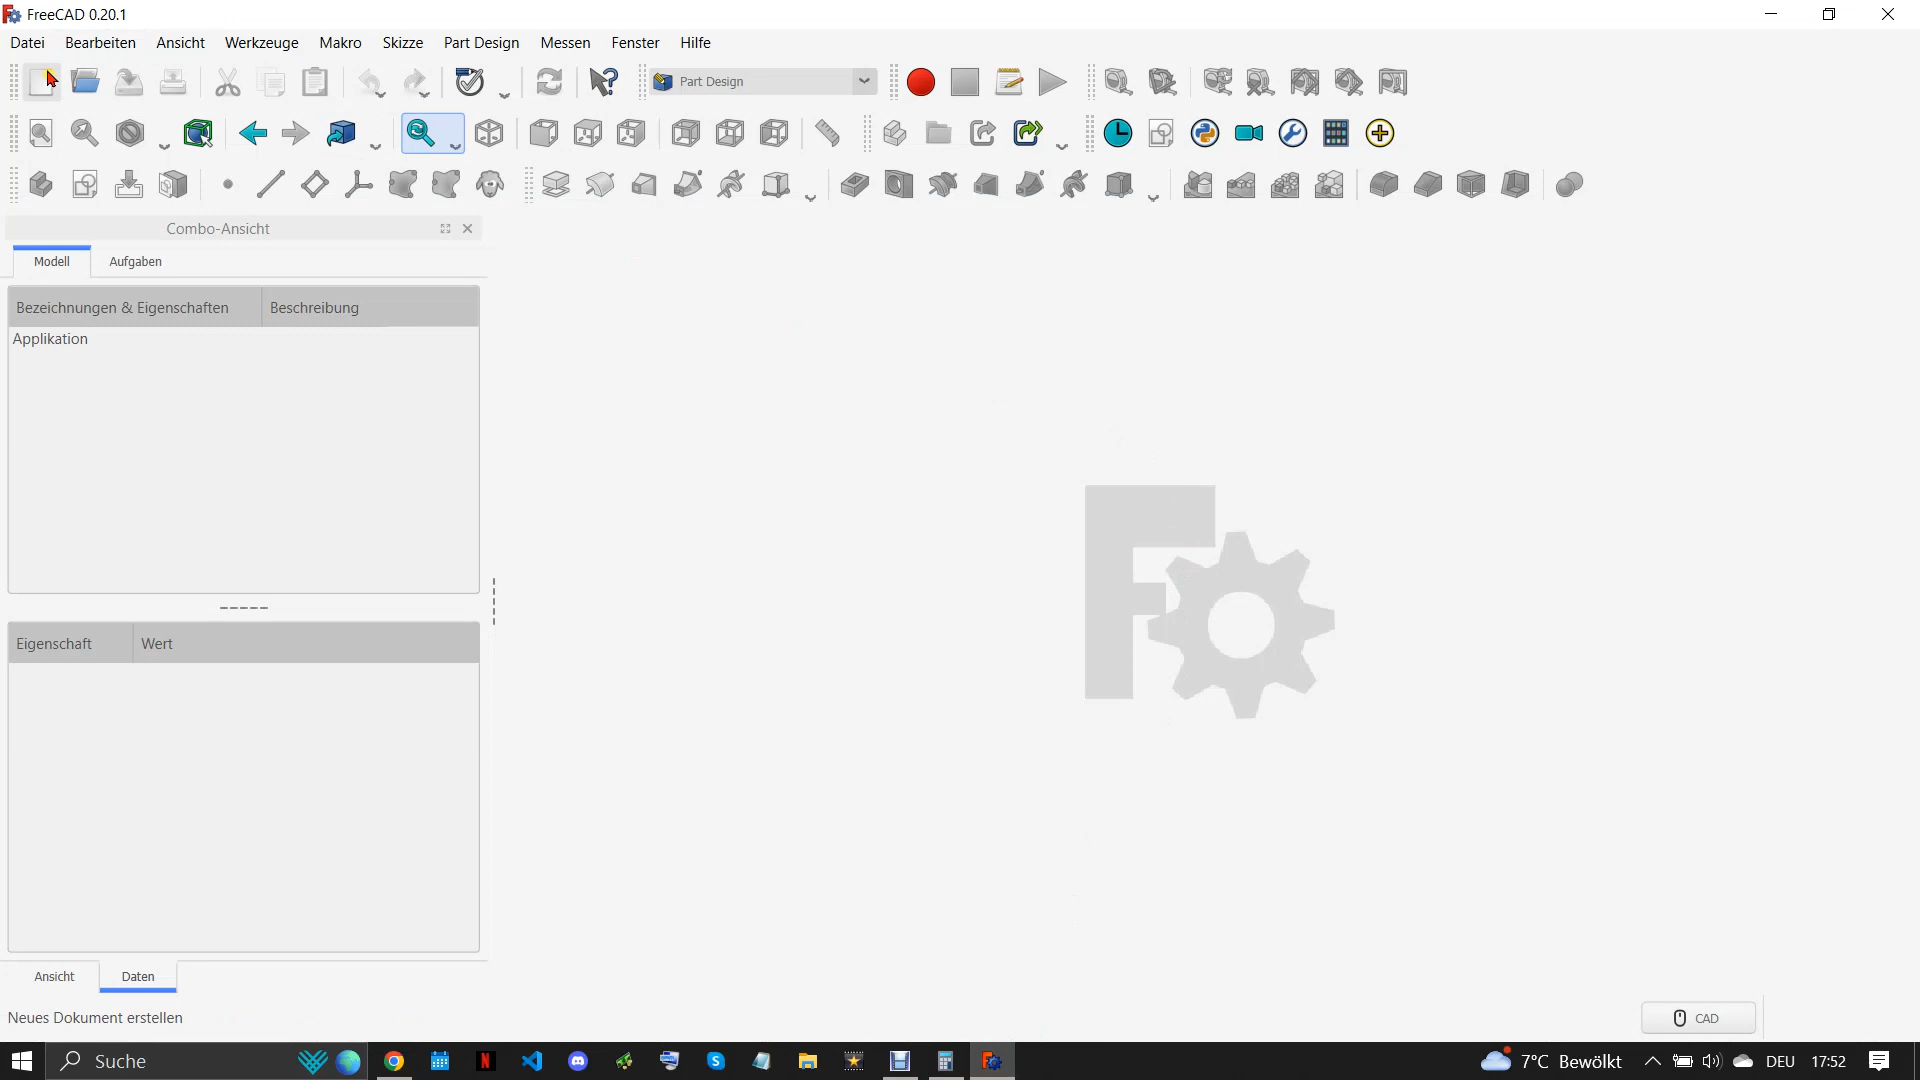 FreeCAD 0.20.1
Datei Bearbeiten Ansicht Werkzeuge Makro Skizze Part Design Messen Fenster Hilfe
Part Design
Combo-Ansicht
Modell Aufgaben
Bezeichnungen & Eigenschaften Beschreibung
Applikation
Eigenschaft Wert
Ansicht Daten
Neues Dokument erstellen
CAD
Suche 7°C Bewölkt DEU 17:52